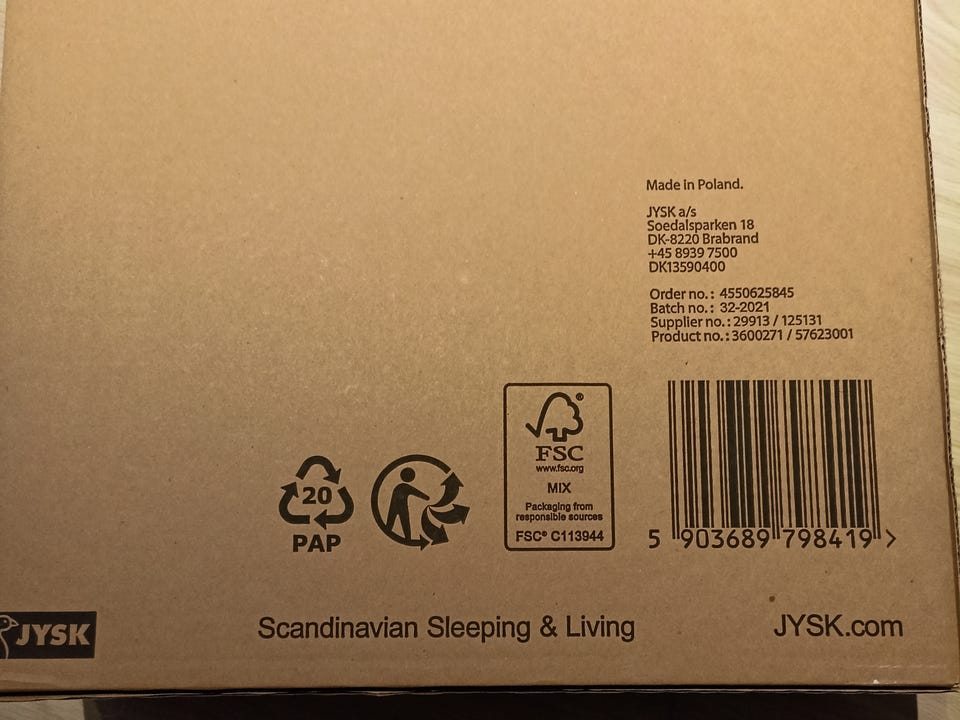 Made in Poland.
JYSK a/s
Soedalsparken 18
DK-8220 Brabrand
+45 8939 7500
DK13590400
Order no.: 4550625845
Batch no.: 32-2021
Supplier no.: 29913 / 125131
Product no.: 3600271 / 57623001
20
PAP
®
FSC
www.fsc.org
MIX
Packaging from
responsible sources
FSC® C113944
5 903689 798419 >
JYSK
Scandinavian Sleeping & Living
JYSK.com